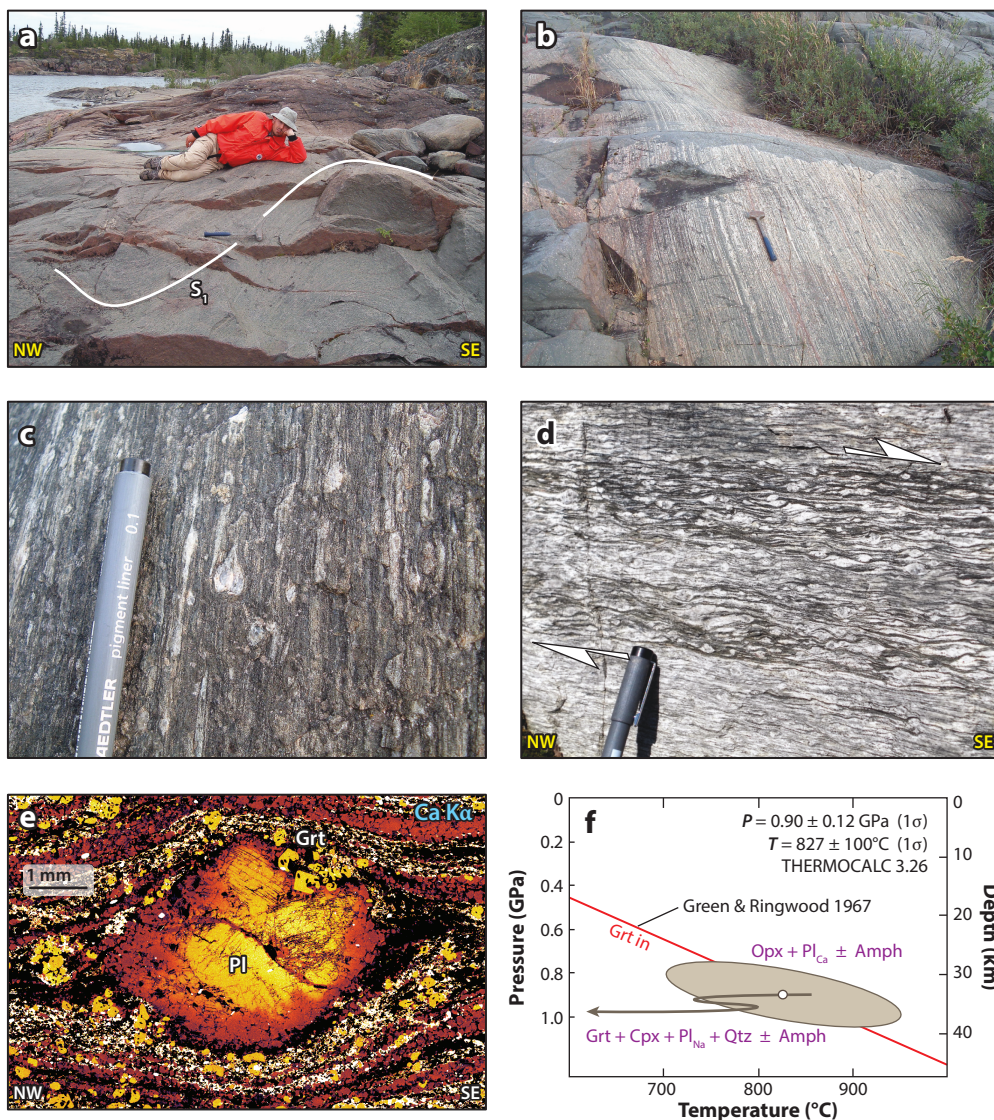 a
S1
NW
SE
b
c
AEDTLER pigment liner 0.1
d
NW
SE
e
Ca Kα
Grt
1 mm
Pl
NW
SE
f
P = 0.90 ± 0.12 GPa (1σ)
T = 827 ± 100°C (1σ)
THERMOCALC 3.26
Green & Ringwood 1967
Grt in
Opx + PlCa ± Amph
Grt + Cpx + PlNa + Qtz ± Amph
Pressure (GPa)
0
0.2
0.4
0.6
0.8
1.0
Depth (Km)
0
10
20
30
40
700
800
900
Temperature (°C)